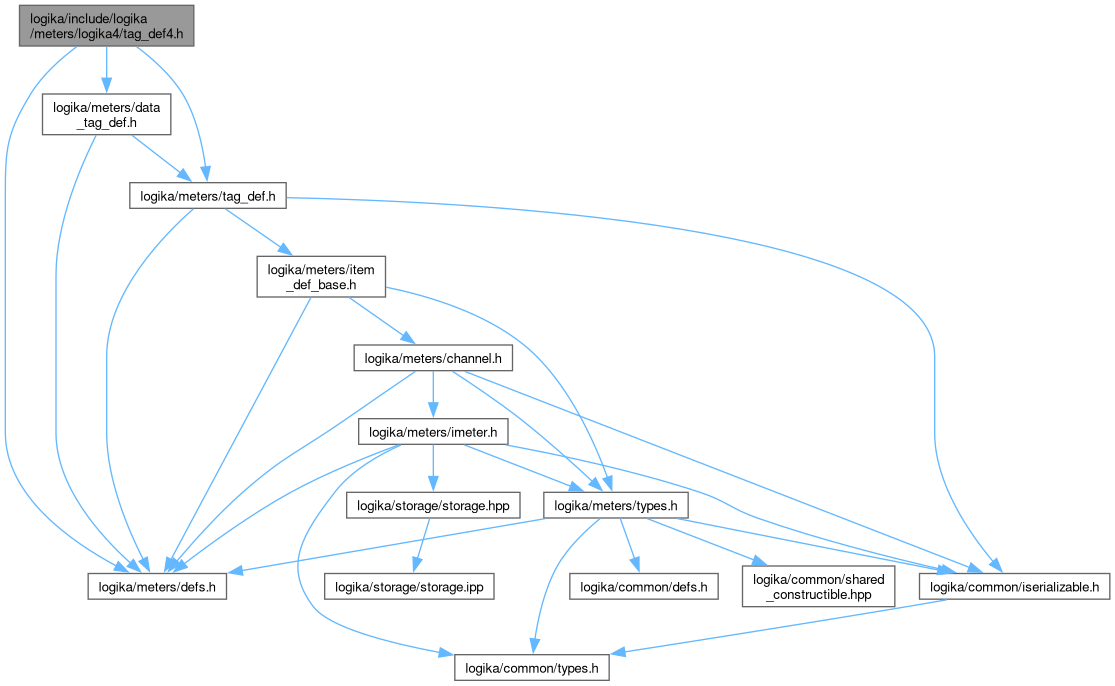 logika/include/logika
/meters/logika4/tag_def4.h
logika/meters/data
_tag_def.h
logika/meters/tag_def.h
logika/meters/item
_def_base.h
logika/meters/channel.h
logika/meters/imeter.h
logika/storage/storage.hpp
logika/meters/types.h
logika/meters/defs.h
logika/storage/storage.ipp
logika/common/defs.h
logika/common/shared
_constructible.hpp
logika/common/iserializable.h
logika/common/types.h